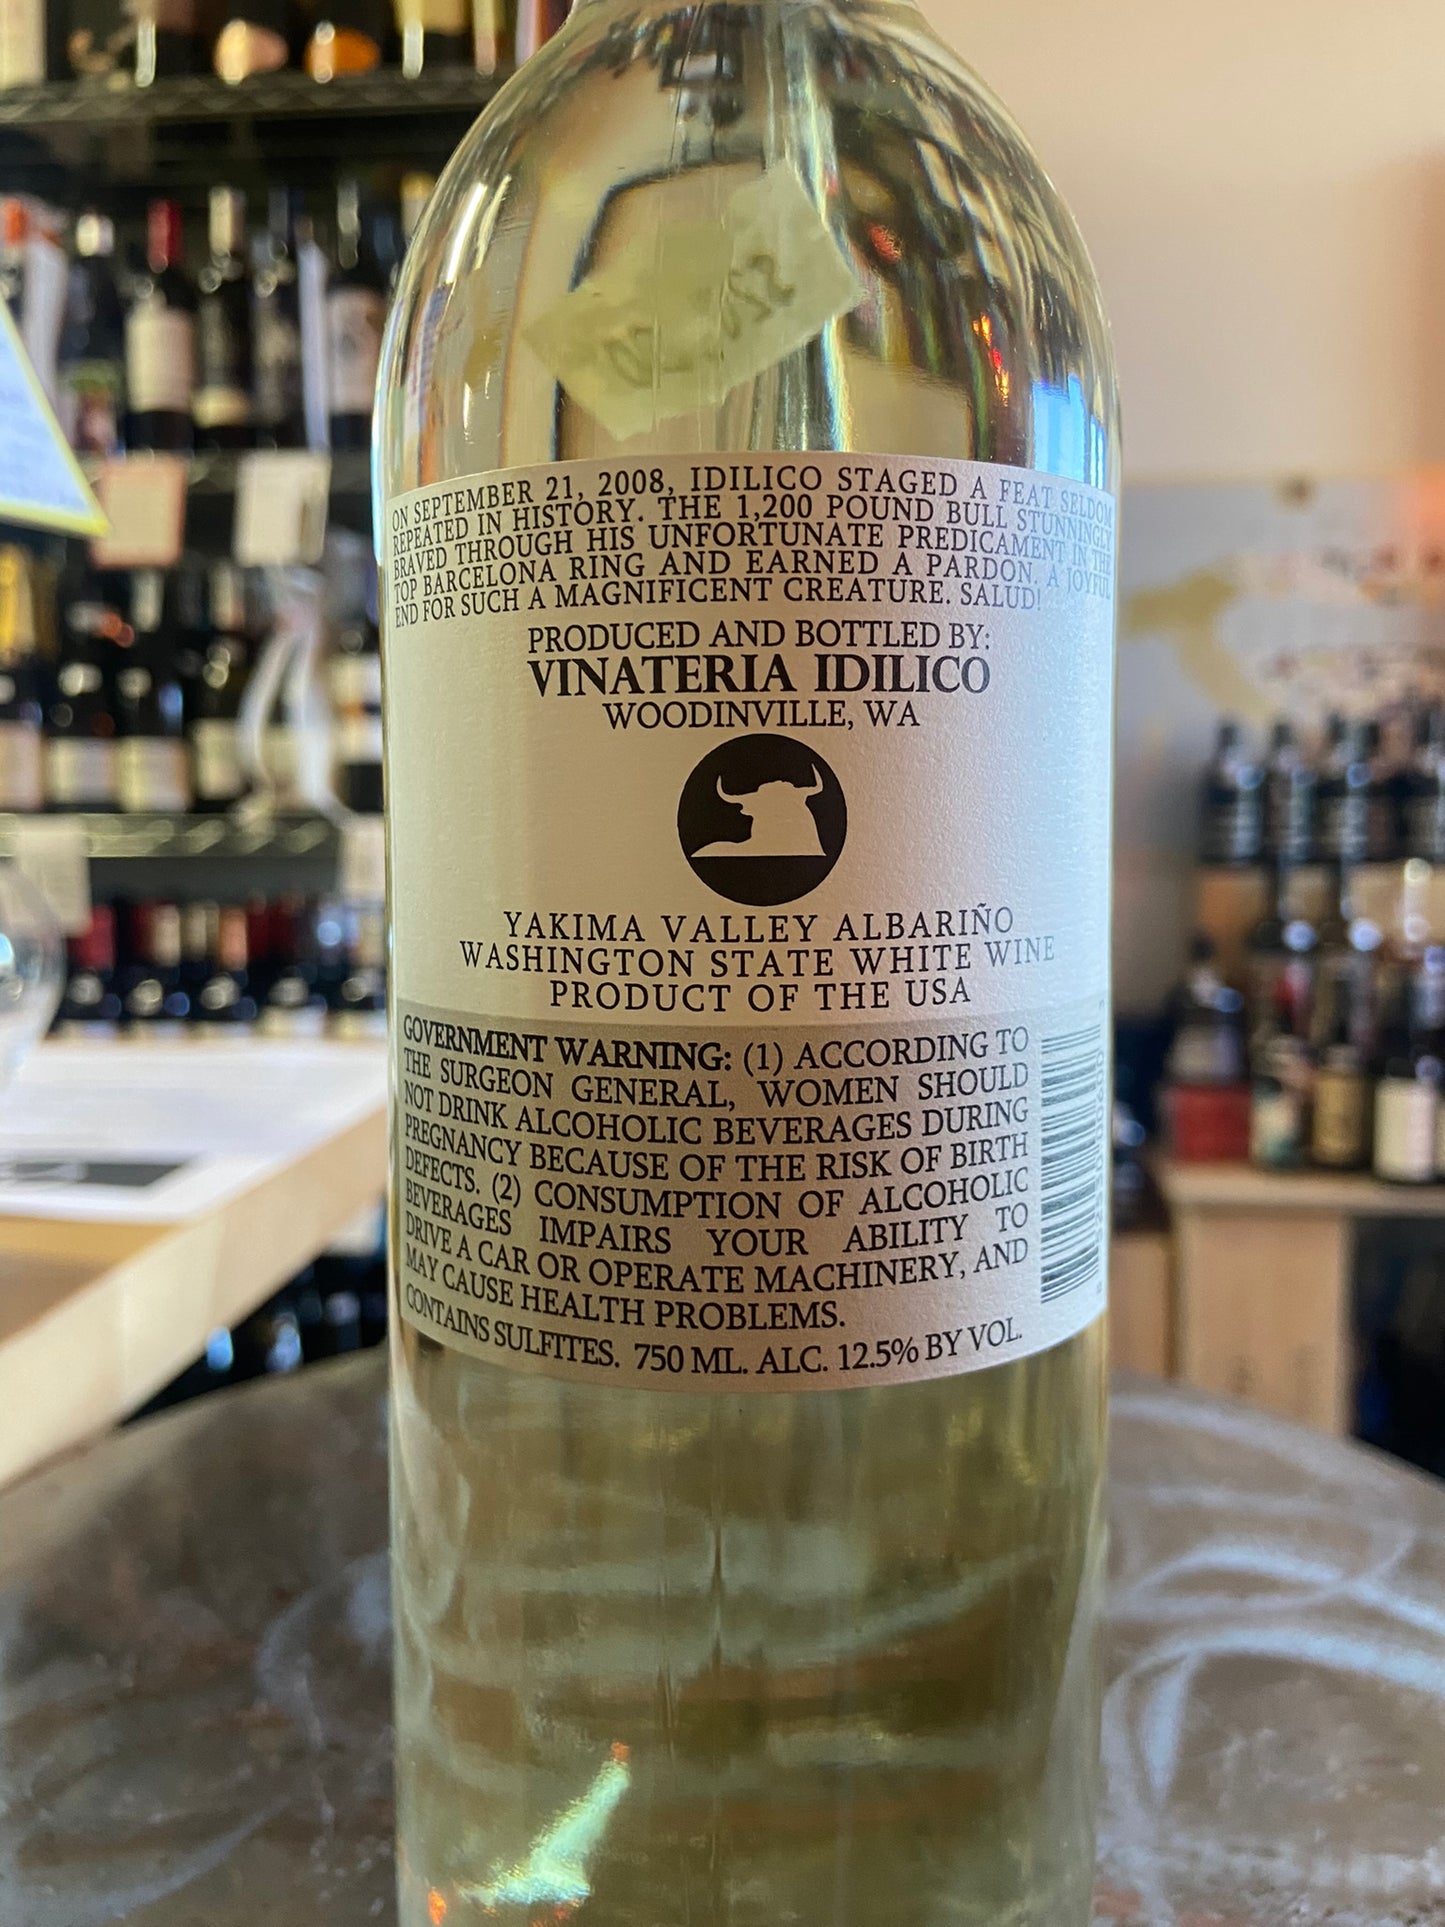 ON SEPTEMBER 21, 2008, IDILICO STAGED A FEAT SELDOM
REPEATED IN HISTORY. THE 1,200 POUND BULL STUNNINGLY
BRAVED THROUGH HIS UNFORTUNATE PREDICAMENT IN THE
TOP BARCELONA RING AND EARNED A PARDON. A JOYFUL
END FOR SUCH A MAGNIFICENT CREATURE. SALUD!
PRODUCED AND BOTTLED BY:
VINATERIA IDILICO
WOODINVILLE, WA
YAKIMA VALLEY ALBARIÑO
WASHINGTON STATE WHITE WINE
PRODUCT OF THE USA
GOVERNMENT WARNING: (1) ACCORDING TO
THE SURGEON GENERAL, WOMEN SHOULD
NOT DRINK ALCOHOLIC BEVERAGES DURING
PREGNANCY BECAUSE OF THE RISK OF BIRTH
DEFECTS. (2) CONSUMPTION OF ALCOHOLIC
BEVERAGES IMPAIRS YOUR ABILITY TO
DRIVE A CAR OR OPERATE MACHINERY, AND
MAY CAUSE HEALTH PROBLEMS.
CONTAINS SULFITES. 750 ML. ALC. 12.5% BY VOL.